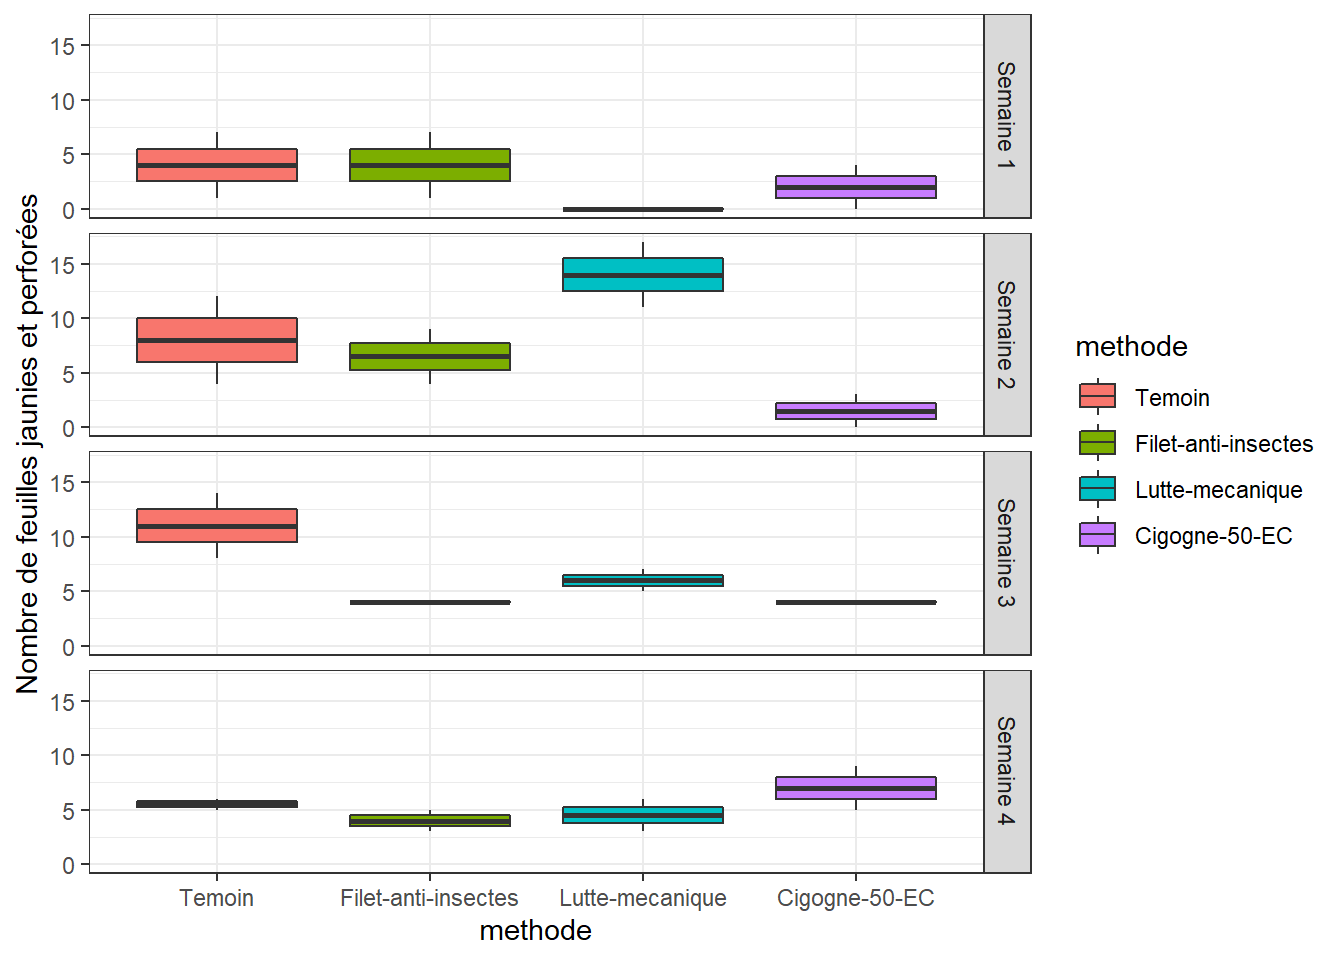 Nombre de feuilles jaunies et perforées
15
10
5
0
Semaine 1
15
10
5
0
Semaine 2
15
10
5
0
Semaine 3
15
10
5
0
Semaine 4
Temoin
Filet-anti-insectes
Lutte-mecanique
Cigogne-50-EC
methode
methode
Temoin
Filet-anti-insectes
Lutte-mecanique
Cigogne-50-EC